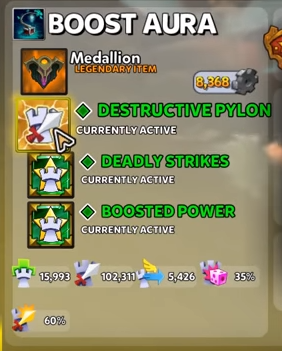 BOOST AURA
Medallion
LEGENDARY ITEM
8,368
DESTRUCTIVE PYLON
CURRENTLY ACTIVE
DEADLY STRIKES
CURRENTLY ACTIVE
BOOSTED POWER
CURRENTLY ACTIVE
15,993 102,311 5,426 35%
60%